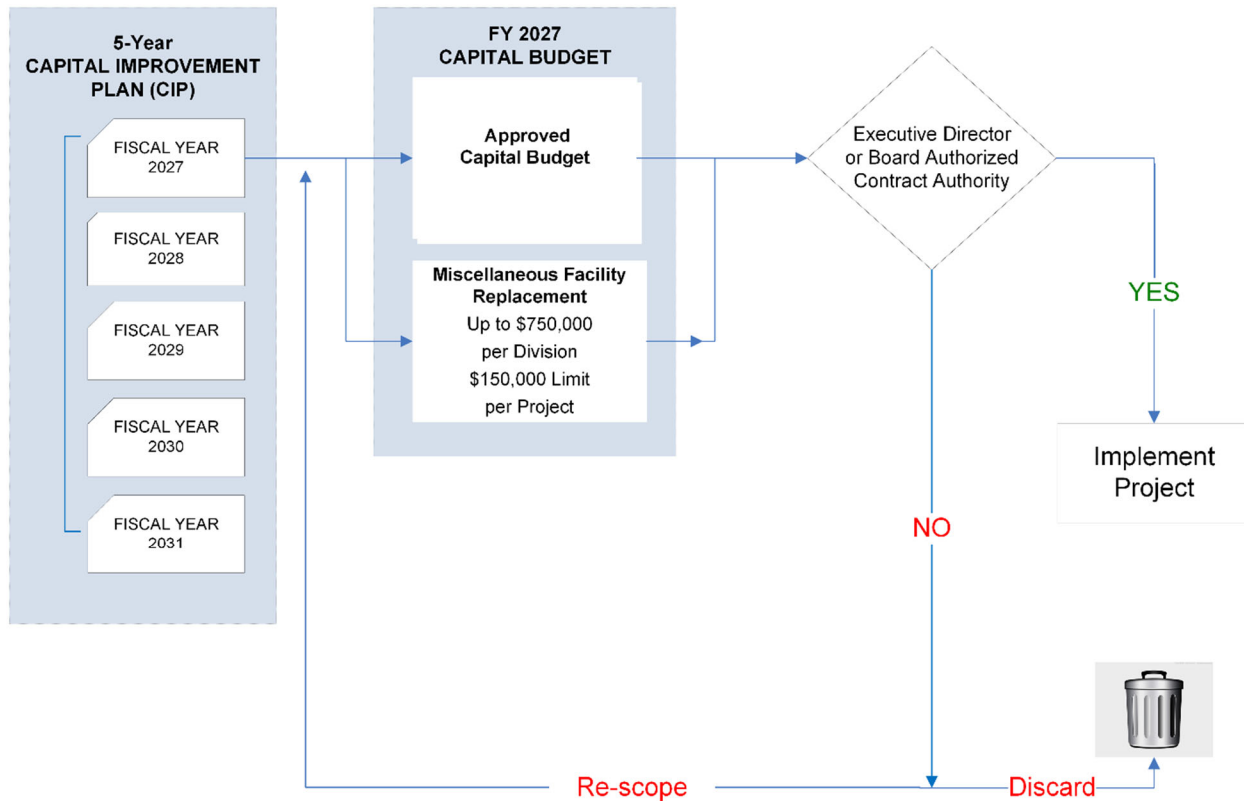 5-Year
CAPITAL IMPROVEMENT
PLAN (CIP)
FISCAL YEAR
2027
FISCAL YEAR
2028
FISCAL YEAR
2029
FISCAL YEAR
2030
FISCAL YEAR
2031
FY 2027
CAPITAL BUDGET
Approved
Capital Budget
Miscellaneous Facility
Replacement
Up to $750,000
per Division
$150,000 Limit
per Project
Executive Director
or Board Authorized
Contract Authority
YES
Implement
Project
NO
Re-scope
Discard